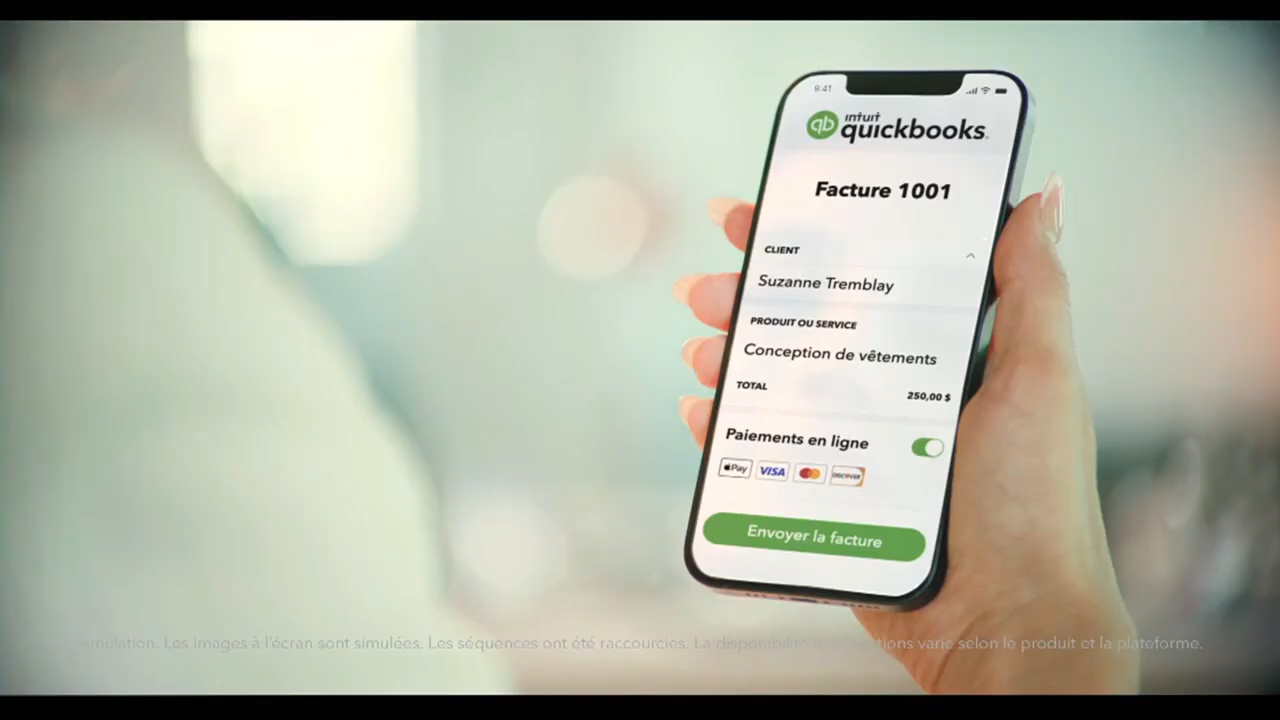 9:41
intuit
qb quickbooks.
Facture 1001
CLIENT
Suzanne Tremblay
PRODUIT OU SERVICE
Conception de vêtements
TOTAL
250,00 $
Paiements en ligne
Pay VISA DISCOVER
Envoyer la facture
Les images à l'écran sont simulées. Les séquences ont été raccourcies. La disponibilité varie selon le produit et la plateforme.